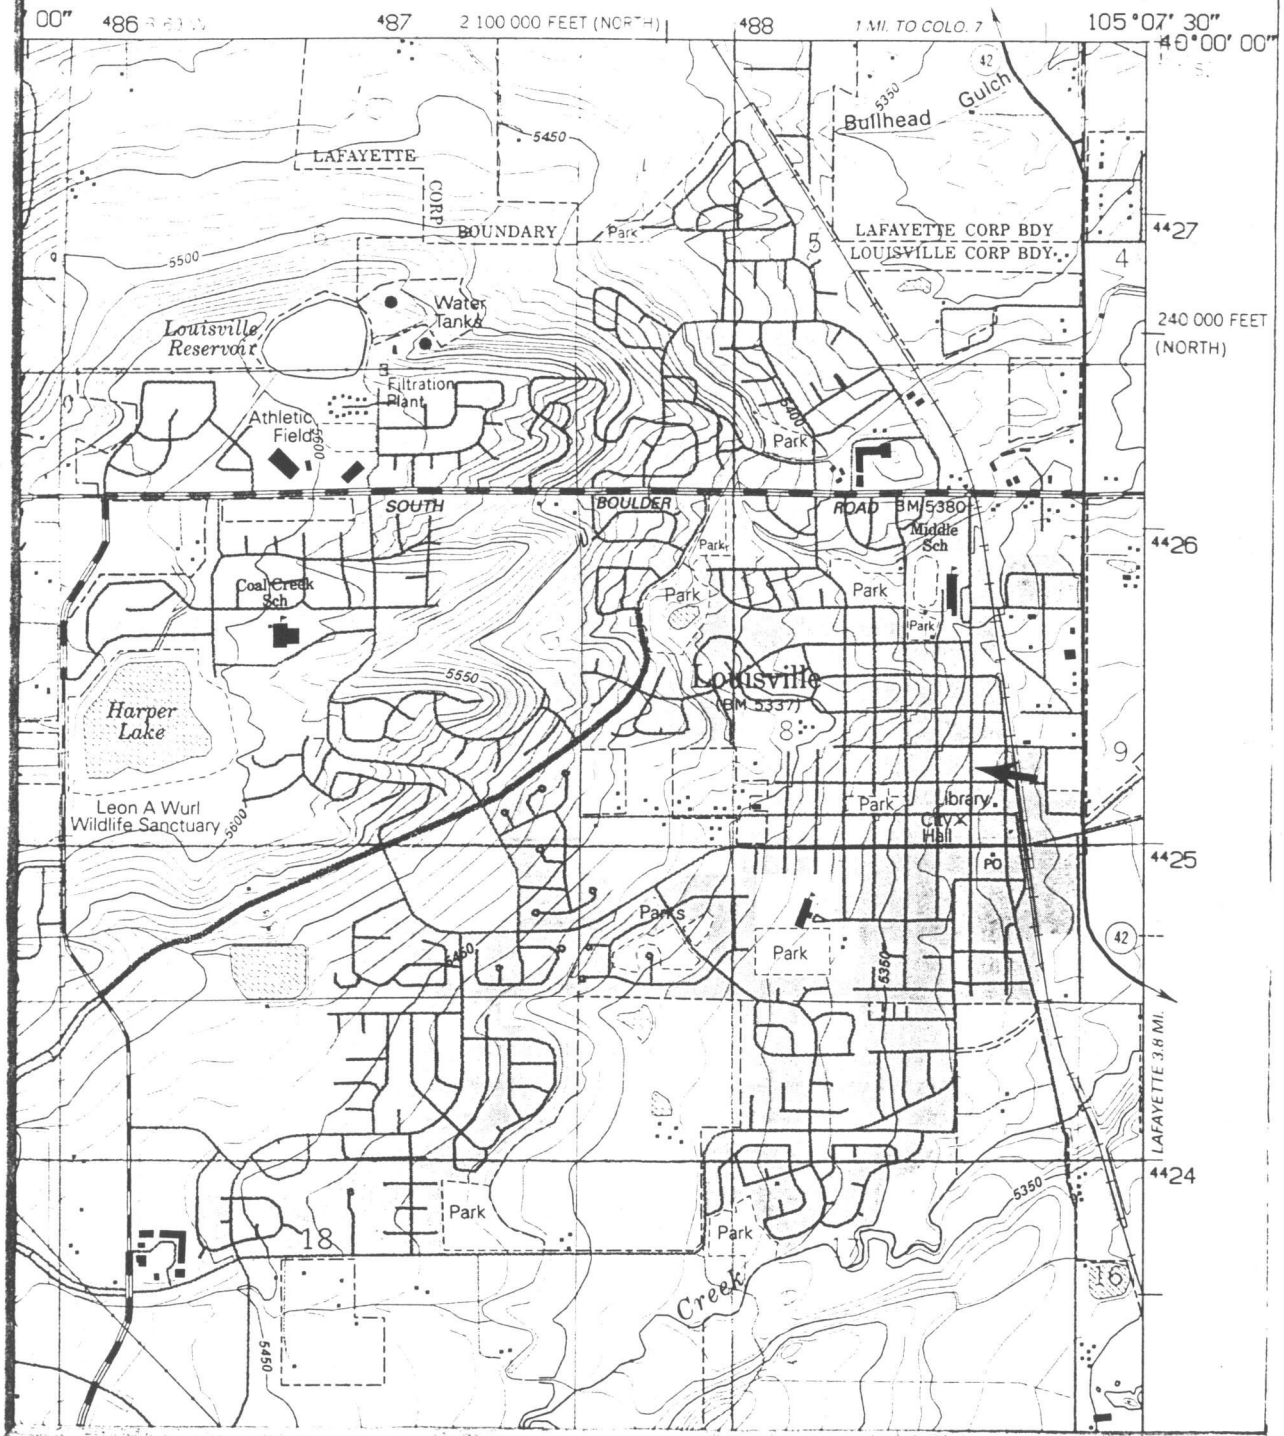 00" ⁴86 ⁴87 2 100 000 FEET (NORTH) ⁴88 1 MI. TO COLO. 7 105°07'30"
40°00'00"
42
5350
Gulch
Bullhead
5450
LAFAYETTE
CORP
BOUNDARY
Park
5
LAFAYETTE CORP BDY
LOUISVILLE CORP BDY
⁴⁴27
4
5500
Water
Tanks
Louisville
Reservoir
240 000 FEET
(NORTH)
Filtration
Plant
Athletic
Field
5600
5400
Park
SOUTH BOULDER ROAD BM 5380
Middle
Sch
⁴⁴26
Park
Coal Creek
Sch
Park
Park
Park
5550
Louisville
(BM 5337)
Harper
Lake
8
9
Leon A Wurl
Wildlife Sanctuary
5600
Park
Library
City
Hall
PO
⁴⁴25
Parks
5450
Park
5350
42
LAFAYETTE 3.8 MI.
⁴⁴24
5350
Park
Park
18
Creek
16
5450